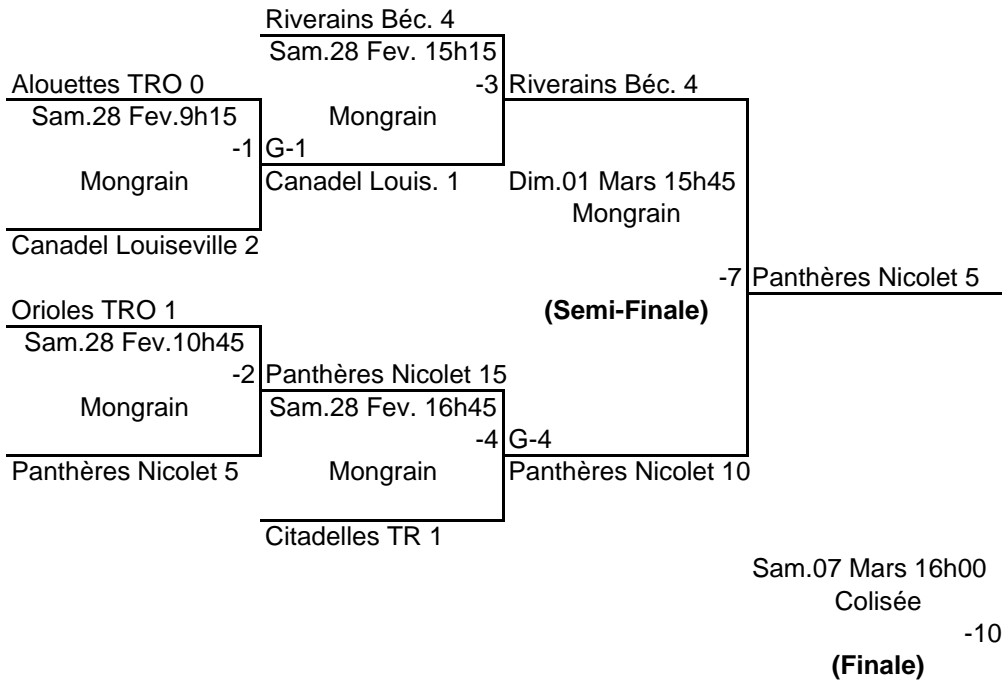 Riverains Béc. 4
Sam.28 Fev. 15h15
Alouettes TRO 0
-3 Riverains Béc. 4
Sam.28 Fev.9h15
Mongrain
-1 G-1
Mongrain
Canadel Louis. 1
Dim.01 Mars 15h45
Mongrain
Canadel Louiseville 2
-7 Panthères Nicolet 5
Orioles TRO 1
(Semi-Finale)
Sam.28 Fev.10h45
-2 Panthères Nicolet 15
Mongrain
Sam.28 Fev. 16h45
-4 G-4
Panthères Nicolet 5
Mongrain
Panthères Nicolet 10
Citadelles TR 1
Sam.07 Mars 16h00
Colisée
-10
(Finale)